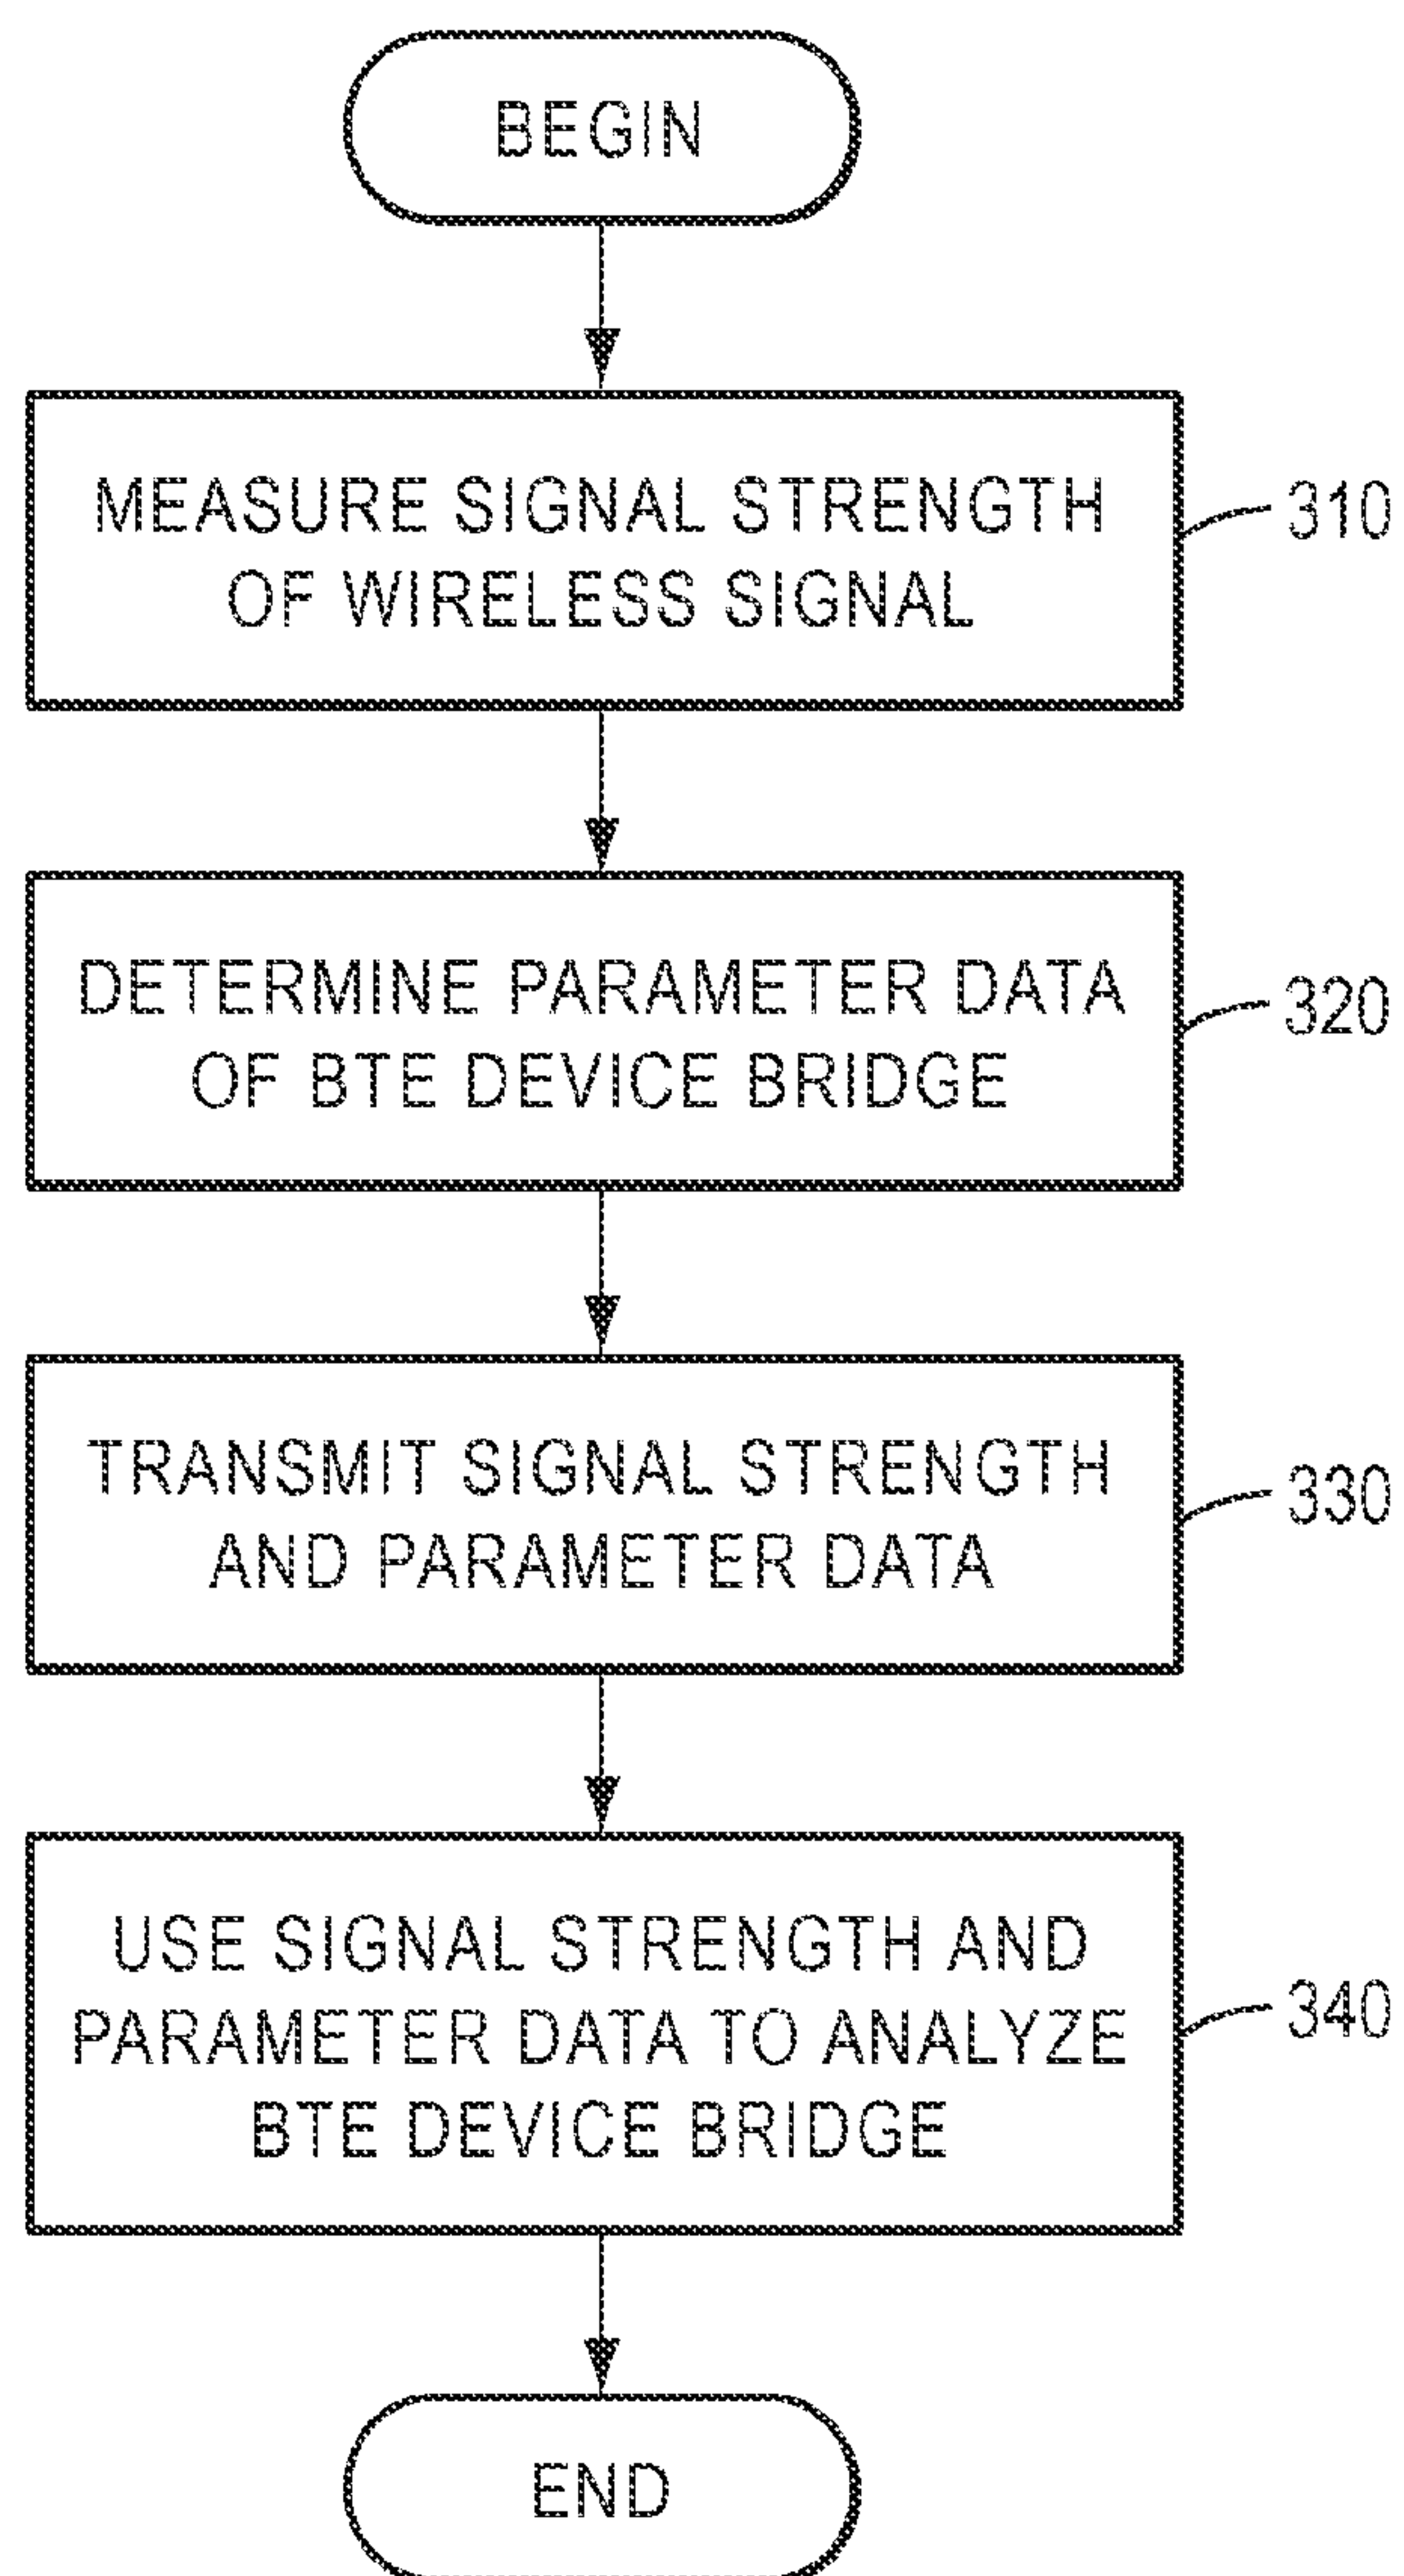 BEGIN
MEASURE SIGNAL STRENGTH
OF WIRELESS SIGNAL
310
DETERMINE PARAMETER DATA
OF BTE DEVICE BRIDGE
320
TRANSMIT SIGNAL STRENGTH
AND PARAMETER DATA
330
USE SIGNAL STRENGTH AND
PARAMETER DATA TO ANALYZE
BTE DEVICE BRIDGE
340
END